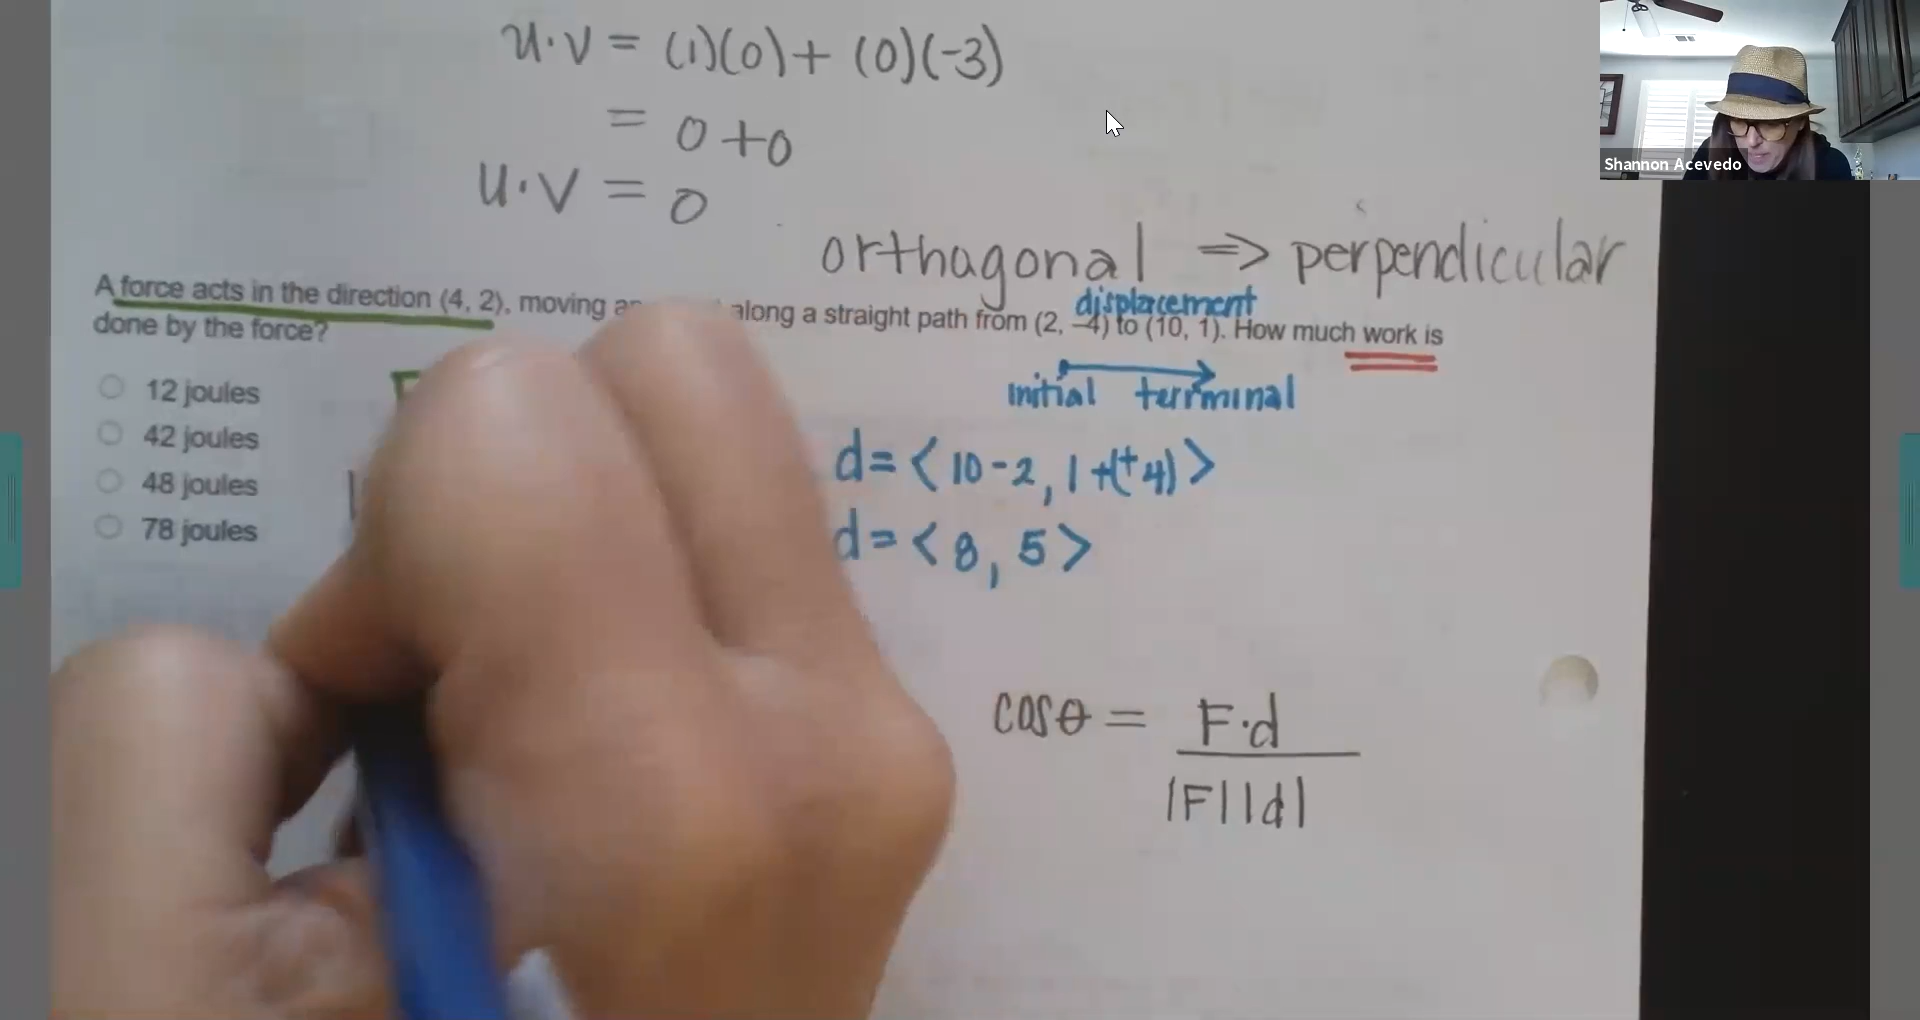 u·v = (1)(0) + (0)(-3)
= 0 + 0
u·v = 0
Shannon Acevedo
orthagonal => perpendicular
displacement
A force acts in the direction (4, 2), moving along a straight path from (2, –4) to (10, 1). How much work is
done by the force?
initial terminal
12 joules
42 joules
48 joules
78 joules
d = < 10 - 2, 1 +(+4) >
d = < 8, 5 >
cosθ = F·d
|F||d|